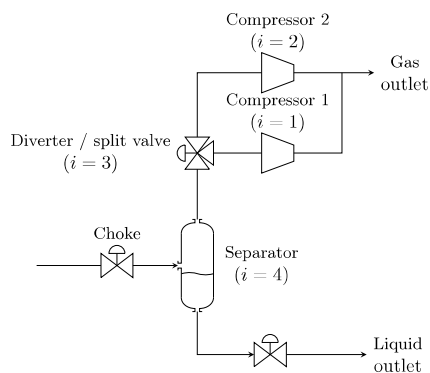 Compressor 2
(i = 2)
Gas
outlet
Compressor 1
(i = 1)
Diverter / split valve
(i = 3)
Choke
Separator
(i = 4)
Liquid
outlet